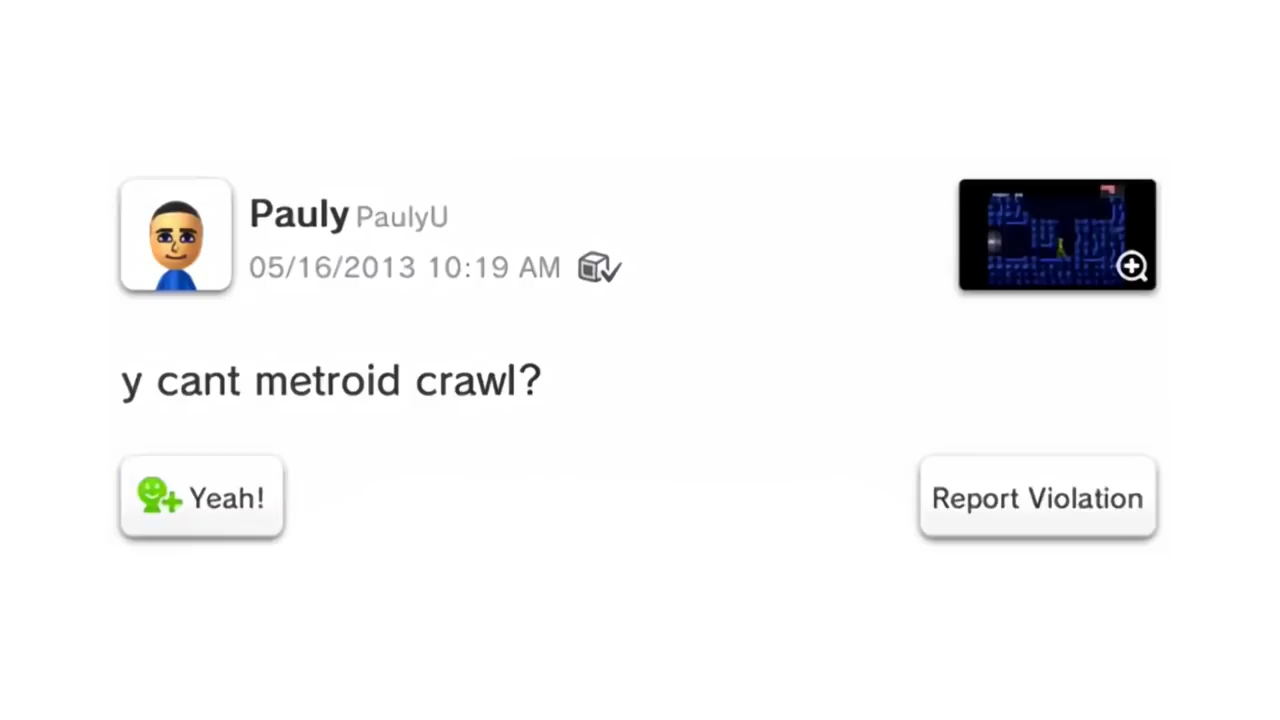 Pauly PaulyU
05/16/2013 10:19 AM
y cant metroid crawl?
Yeah!
Report Violation